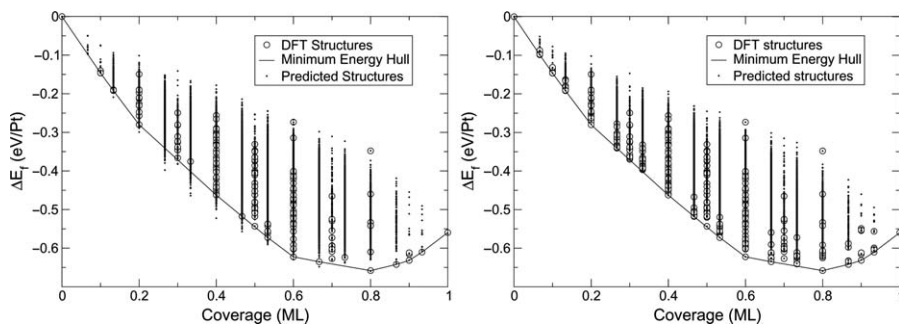 0
−0.1
−0.2
−0.3
−0.4
−0.5
−0.6
ΔE_f (eV/Pt)
DFT Structures
Minimum Energy Hull
Predicted Structures
0 0.2 0.4 0.6 0.8 1
Coverage (ML)
0
−0.1
−0.2
−0.3
−0.4
−0.5
−0.6
ΔE_f (eV/Pt)
DFT structures
Minimum Energy Hull
Predicted structures
0 0.2 0.4 0.6 0.8 1
Coverage (ML)